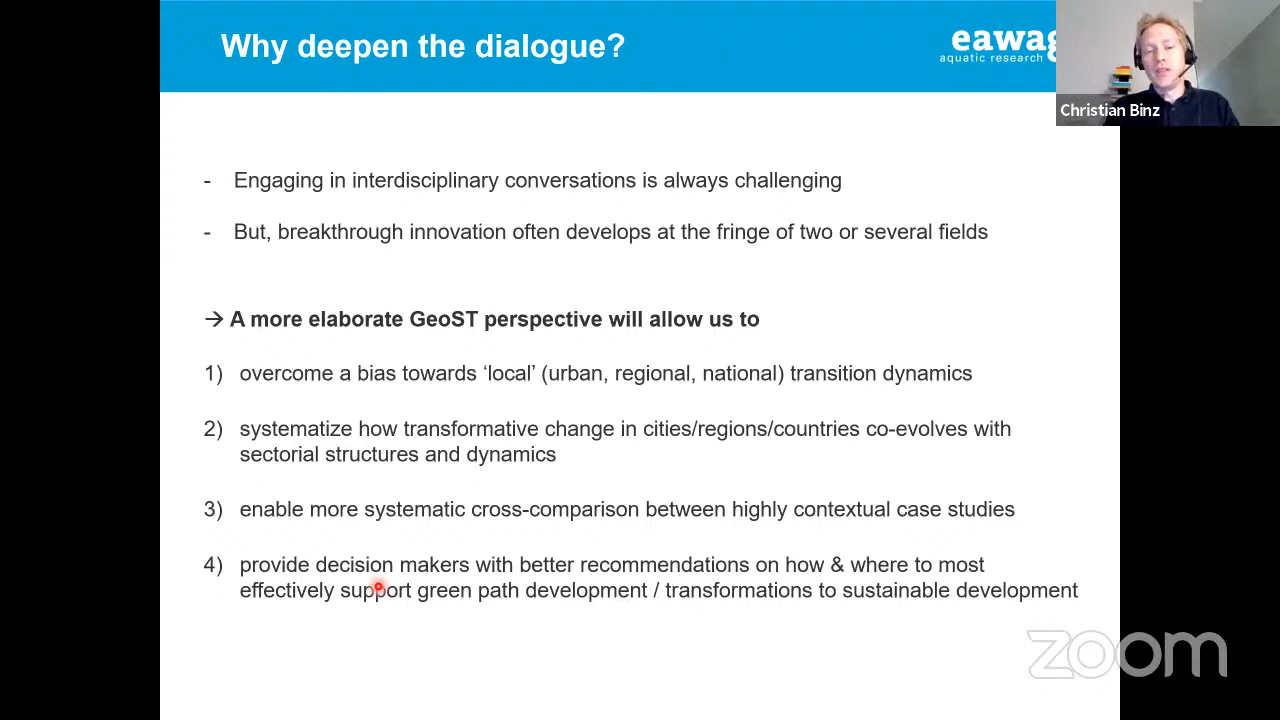 Why deepen the dialogue?
eawag
aquatic research
Christian Binz
- Engaging in interdisciplinary conversations is always challenging
- But, breakthrough innovation often develops at the fringe of two or several fields
→ A more elaborate GeoST perspective will allow us to
1) overcome a bias towards ‘local’ (urban, regional, national) transition dynamics
2) systematize how transformative change in cities/regions/countries co-evolves with
sectorial structures and dynamics
3) enable more systematic cross-comparison between highly contextual case studies
4) provide decision makers with better recommendations on how & where to most
effectively support green path development / transformations to sustainable development
zoom